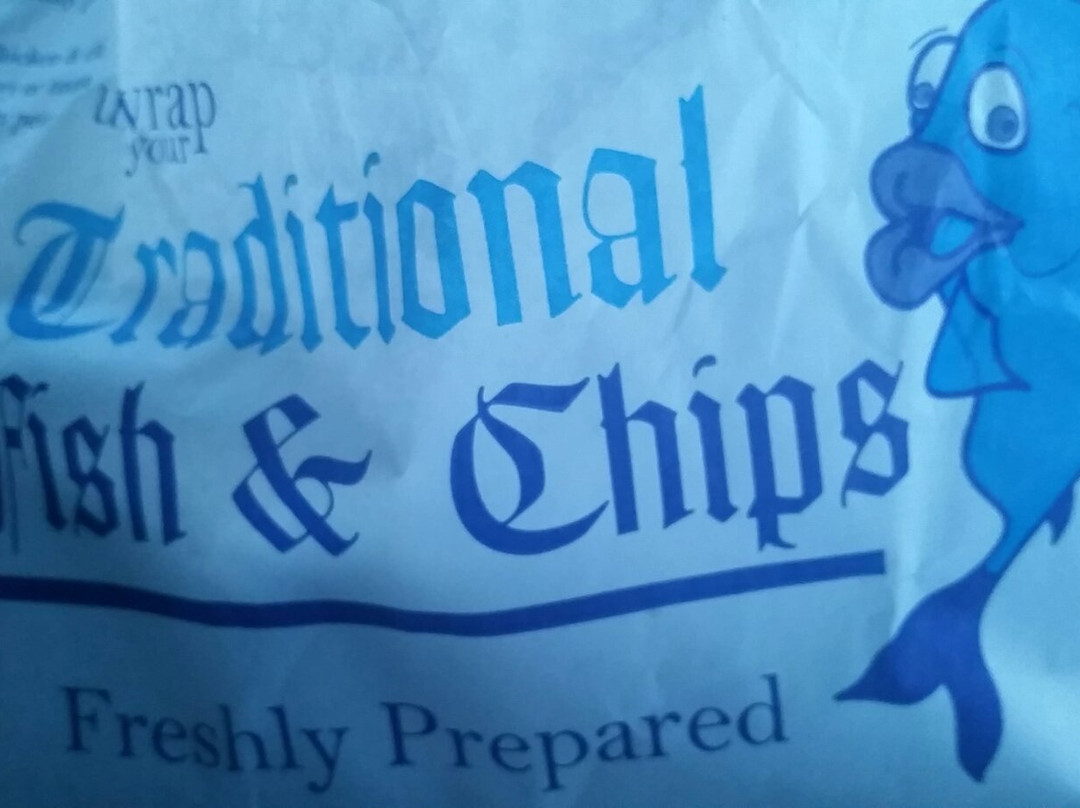 wrap
your
Traditional
Fish & Chips
Freshly Prepared